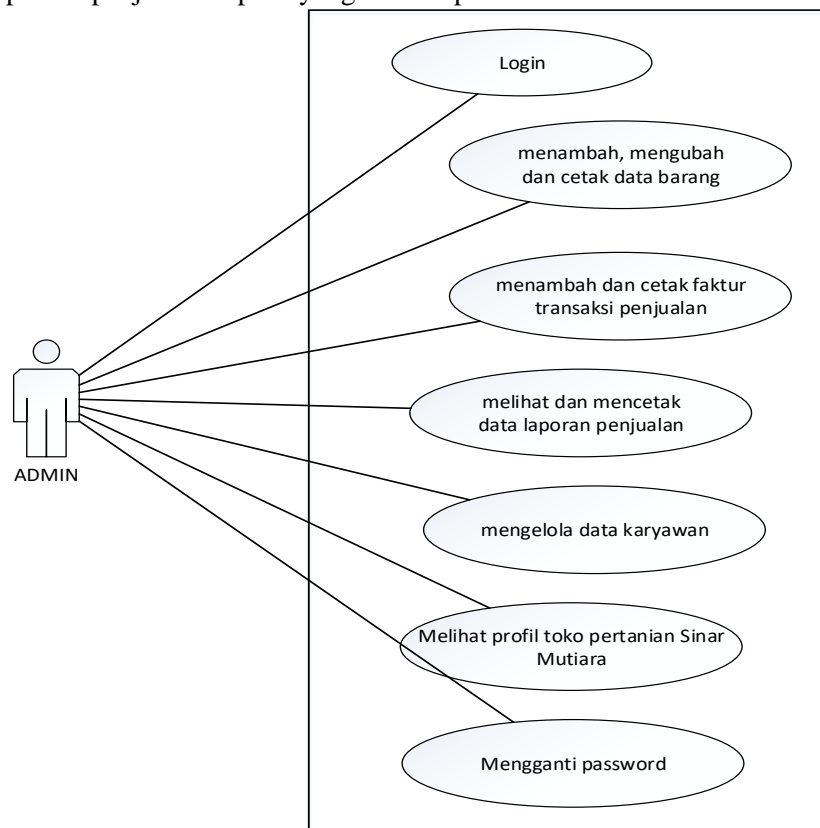 Login
menambah, mengubah
dan cetak data barang
menambah dan cetak faktur
transaksi penjualan
melihat dan mencetak
data laporan penjualan
mengelola data karyawan
Melihat profil toko pertanian Sinar
Mutiara
Mengganti password
ADMIN